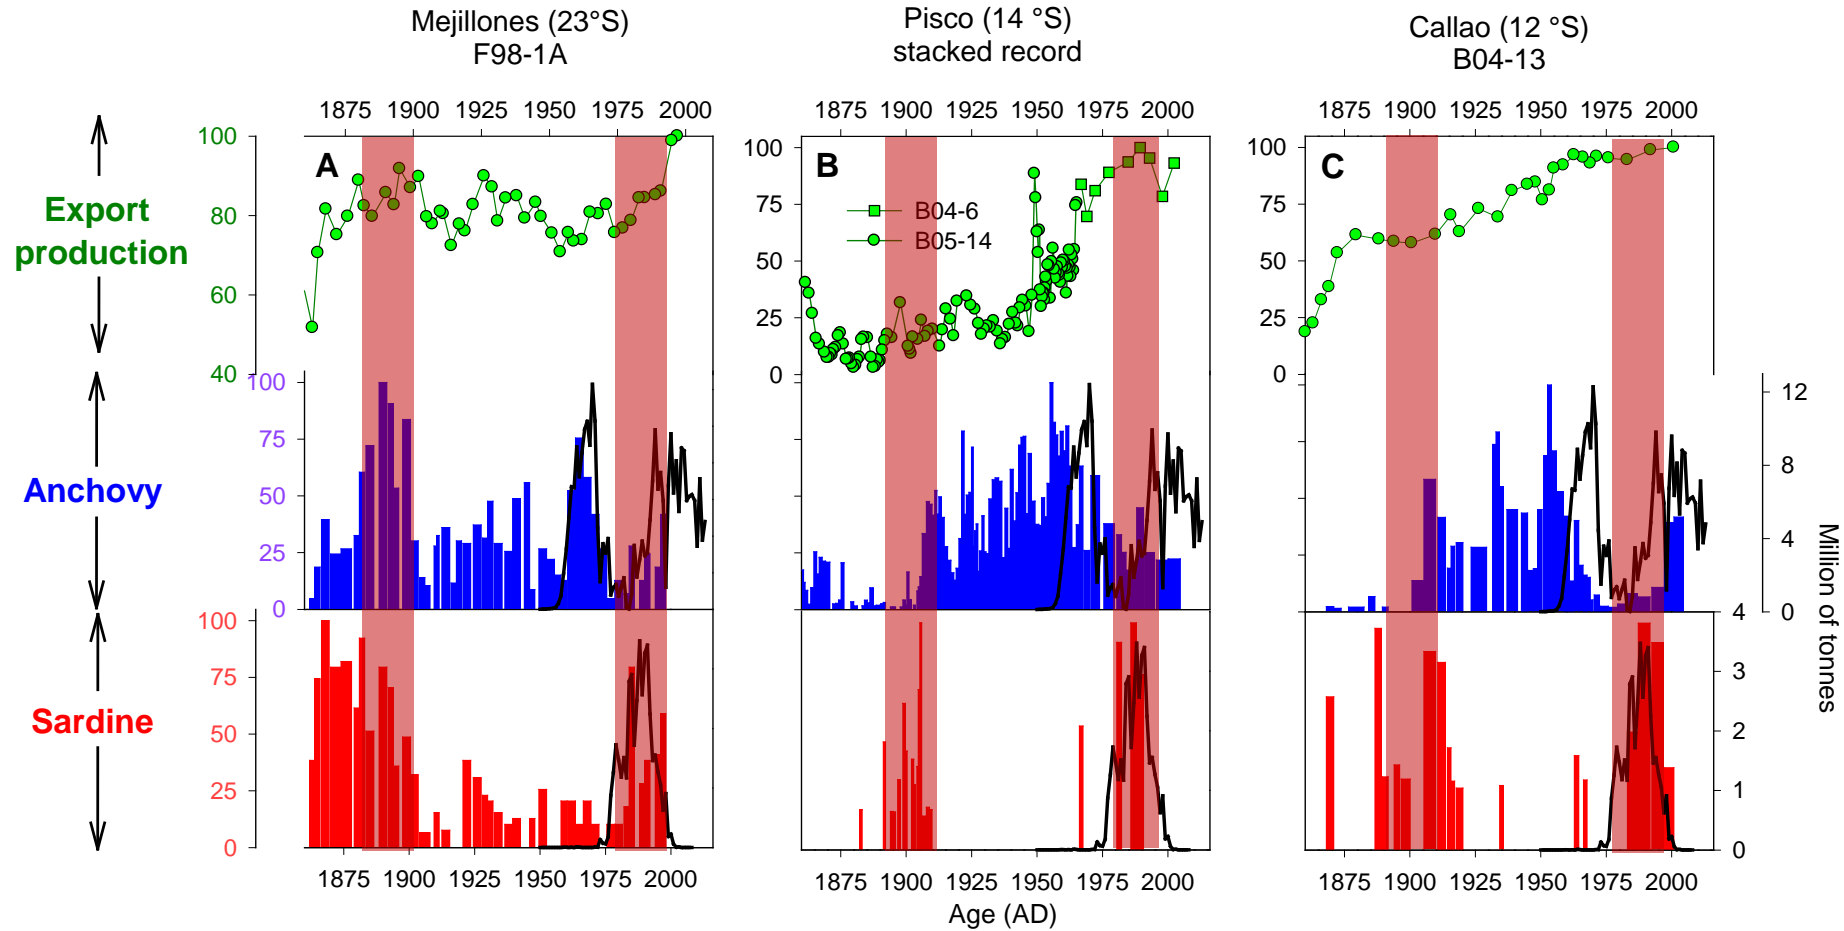 Mejillones (23°S)
F98-1A
Pisco (14 °S)
stacked record
Callao (12 °S)
B04-13
1875 1900 1925 1950 1975 2000
1875 1900 1925 1950 1975 2000
1875 1900 1925 1950 1975 2000
Export
production
100
80
60
40
A
100
75
50
25
0
B
B04-6
B05-14
100
75
50
25
0
C
Anchovy
100
75
50
25
0
12
8
4
0
Sardine
100
75
50
25
0
4
3
2
1
0
Million of tonnes
1875 1900 1925 1950 1975 2000
1875 1900 1925 1950 1975 2000
1875 1900 1925 1950 1975 2000
Age (AD)